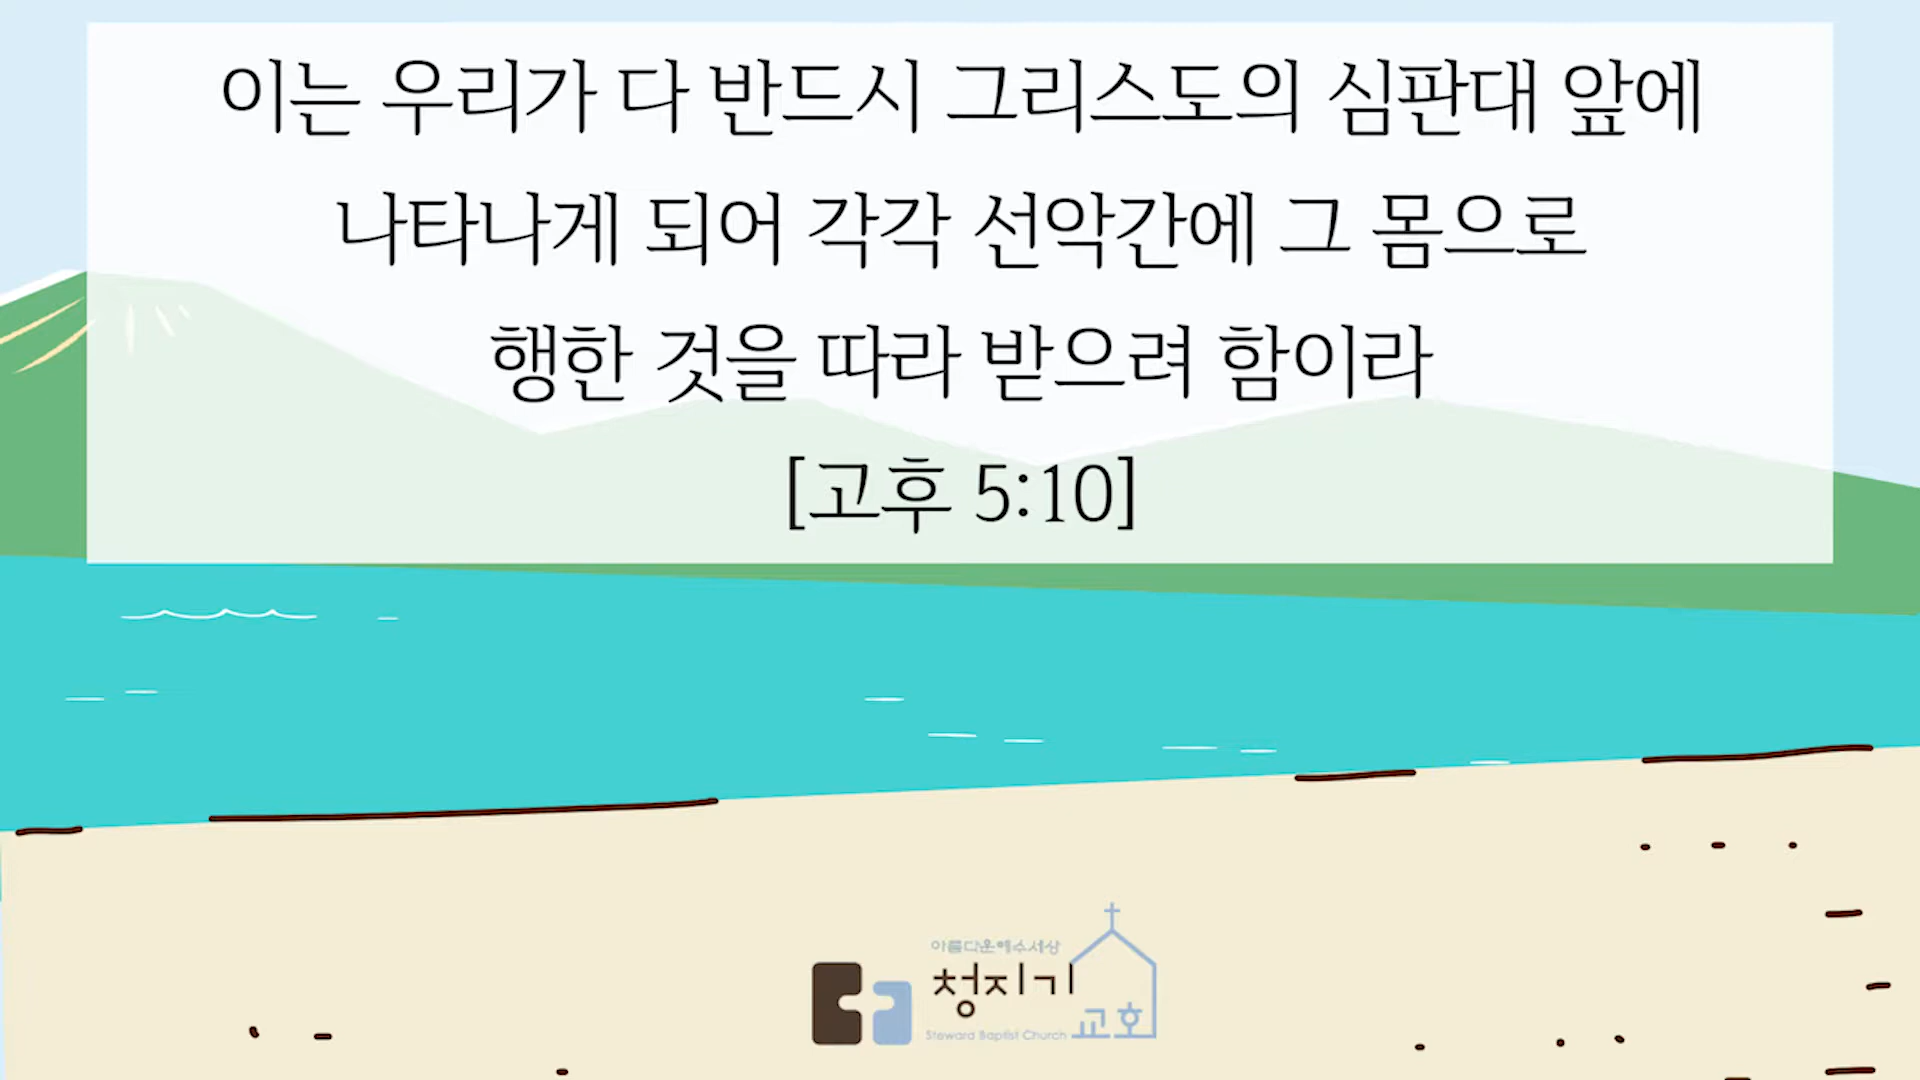 이는 우리가 다 반드시 그리스도의 심판대 앞에
나타나게 되어 각각 선악간에 그 몸으로
행한 것을 따라 받으려 함이라
[고후 5:10]
아름다운예수세상
청지기
교회
Steward Baptist Church